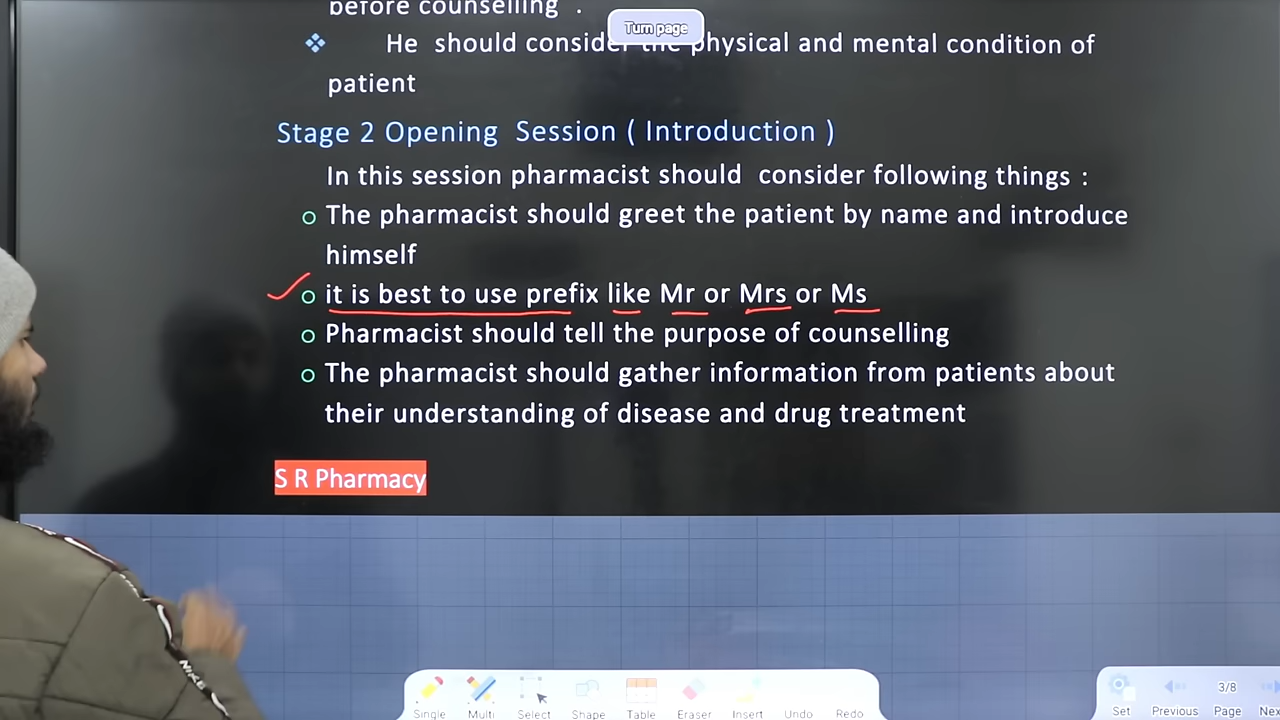 before counselling .
Turn page
He should consider the physical and mental condition of
patient
Stage 2 Opening Session ( Introduction )
In this session pharmacist should consider following things :
The pharmacist should greet the patient by name and introduce
himself
it is best to use prefix like Mr or Mrs or Ms
Pharmacist should tell the purpose of counselling
The pharmacist should gather information from patients about
their understanding of disease and drug treatment
S R Pharmacy
NIKE
3/8
Single Multi Select Shape Table Eraser Insert Undo Redo
Set Previous Page Nex